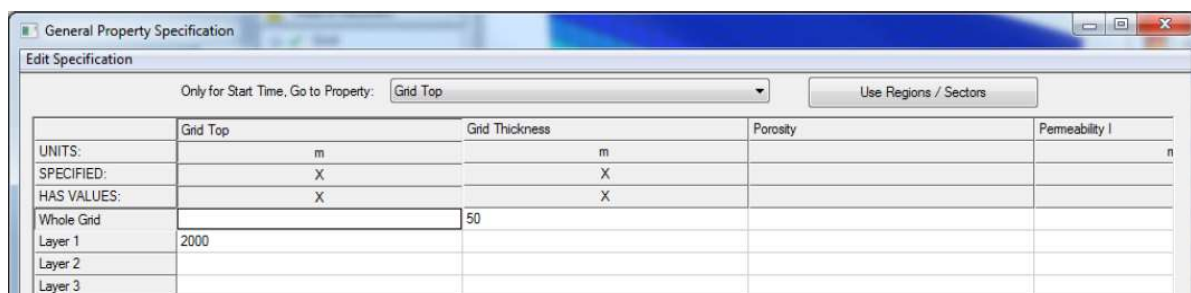 General Property Specification
Edit Specification
Only for Start Time, Go to Property: Grid Top Use Regions / Sectors
Grid Top Grid Thickness Porosity Permeability I
UNITS: m m
SPECIFIED: X X
HAS VALUES: X X
Whole Grid 50
Layer 1 2000
Layer 2
Layer 3